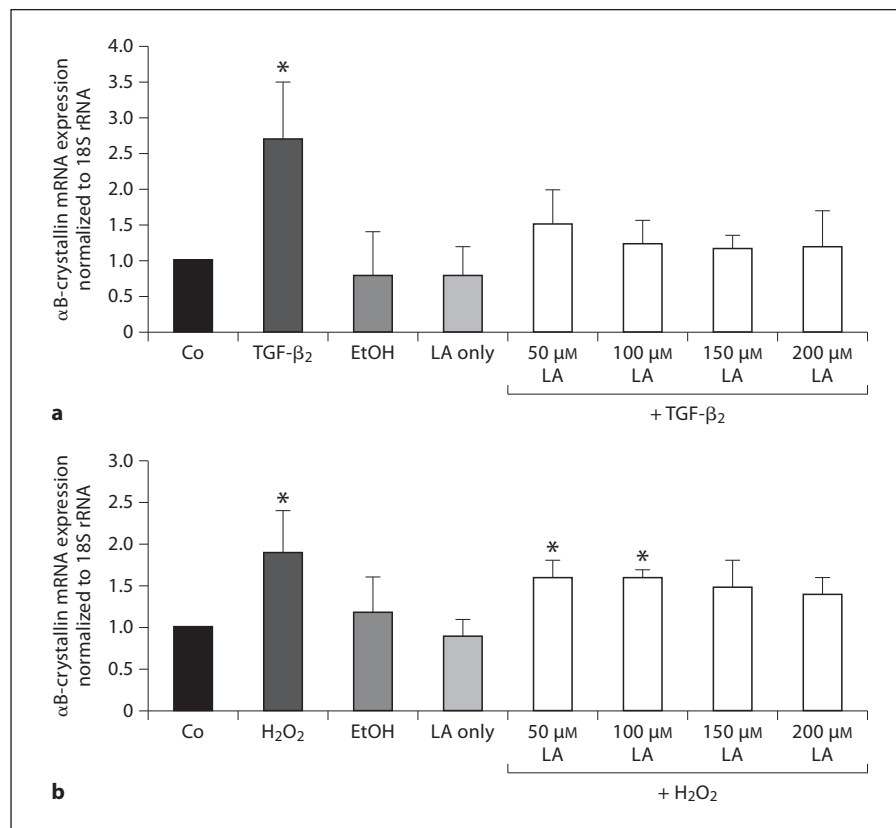 αB-crystallin mRNA expression
normalized to 18S rRNA
4.0
3.5
3.0
2.5
2.0
1.5
1.0
0.5
0
*
Co
TGF-β₂
EtOH
LA only
50 µM
LA
100 µM
LA
150 µM
LA
200 µM
LA
+ TGF-β₂
a
αB-crystallin mRNA expression
normalized to 18S rRNA
3.0
2.5
2.0
1.5
1.0
0.5
0
*
*
*
Co
H₂O₂
EtOH
LA only
50 µM
LA
100 µM
LA
150 µM
LA
200 µM
LA
+ H₂O₂
b